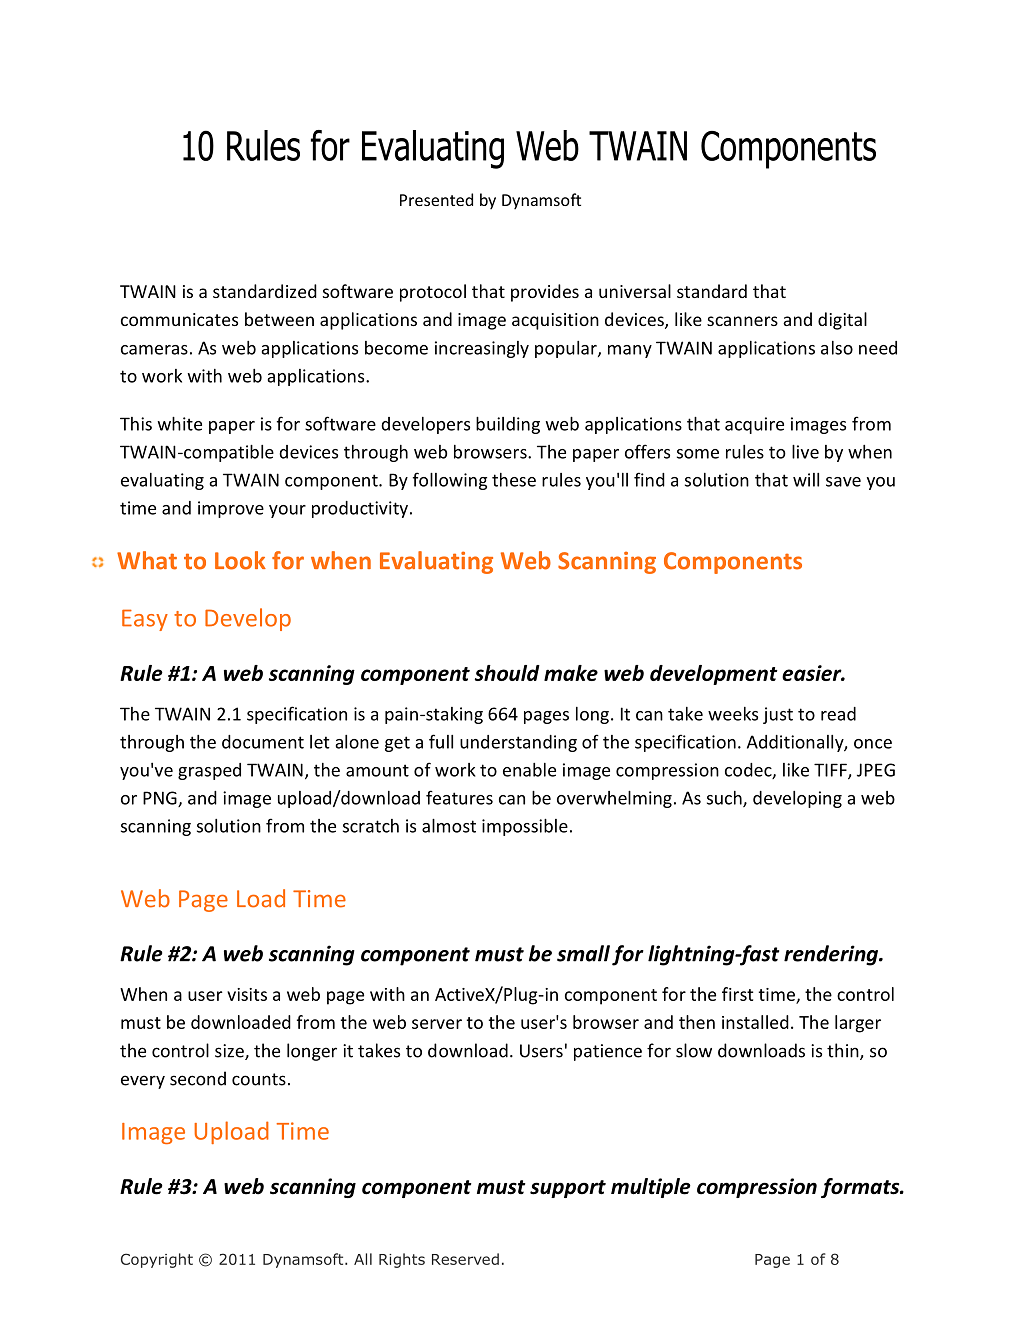 10 Rules for Evaluating Web TWAIN Components
Presented by Dynamsoft
TWAIN is a standardized software protocol that provides a universal standard that
communicates between applications and image acquisition devices, like scanners and digital
cameras. As web applications become increasingly popular, many TWAIN applications also need
to work with web applications.
This white paper is for software developers building web applications that acquire images from
TWAIN-compatible devices through web browsers. The paper offers some rules to live by when
evaluating a TWAIN component. By following these rules you'll find a solution that will save you
time and improve your productivity.
What to Look for when Evaluating Web Scanning Components
Easy to Develop
Rule #1: A web scanning component should make web development easier.
The TWAIN 2.1 specification is a pain-staking 664 pages long. It can take weeks just to read
through the document let alone get a full understanding of the specification. Additionally, once
you've grasped TWAIN, the amount of work to enable image compression codec, like TIFF, JPEG
or PNG, and image upload/download features can be overwhelming. As such, developing a web
scanning solution from the scratch is almost impossible.
Web Page Load Time
Rule #2: A web scanning component must be small for lightning-fast rendering.
When a user visits a web page with an ActiveX/Plug-in component for the first time, the control
must be downloaded from the web server to the user's browser and then installed. The larger
the control size, the longer it takes to download. Users' patience for slow downloads is thin, so
every second counts.
Image Upload Time
Rule #3: A web scanning component must support multiple compression formats.
Copyright © 2011 Dynamsoft. All Rights Reserved.
Page 1 of 8